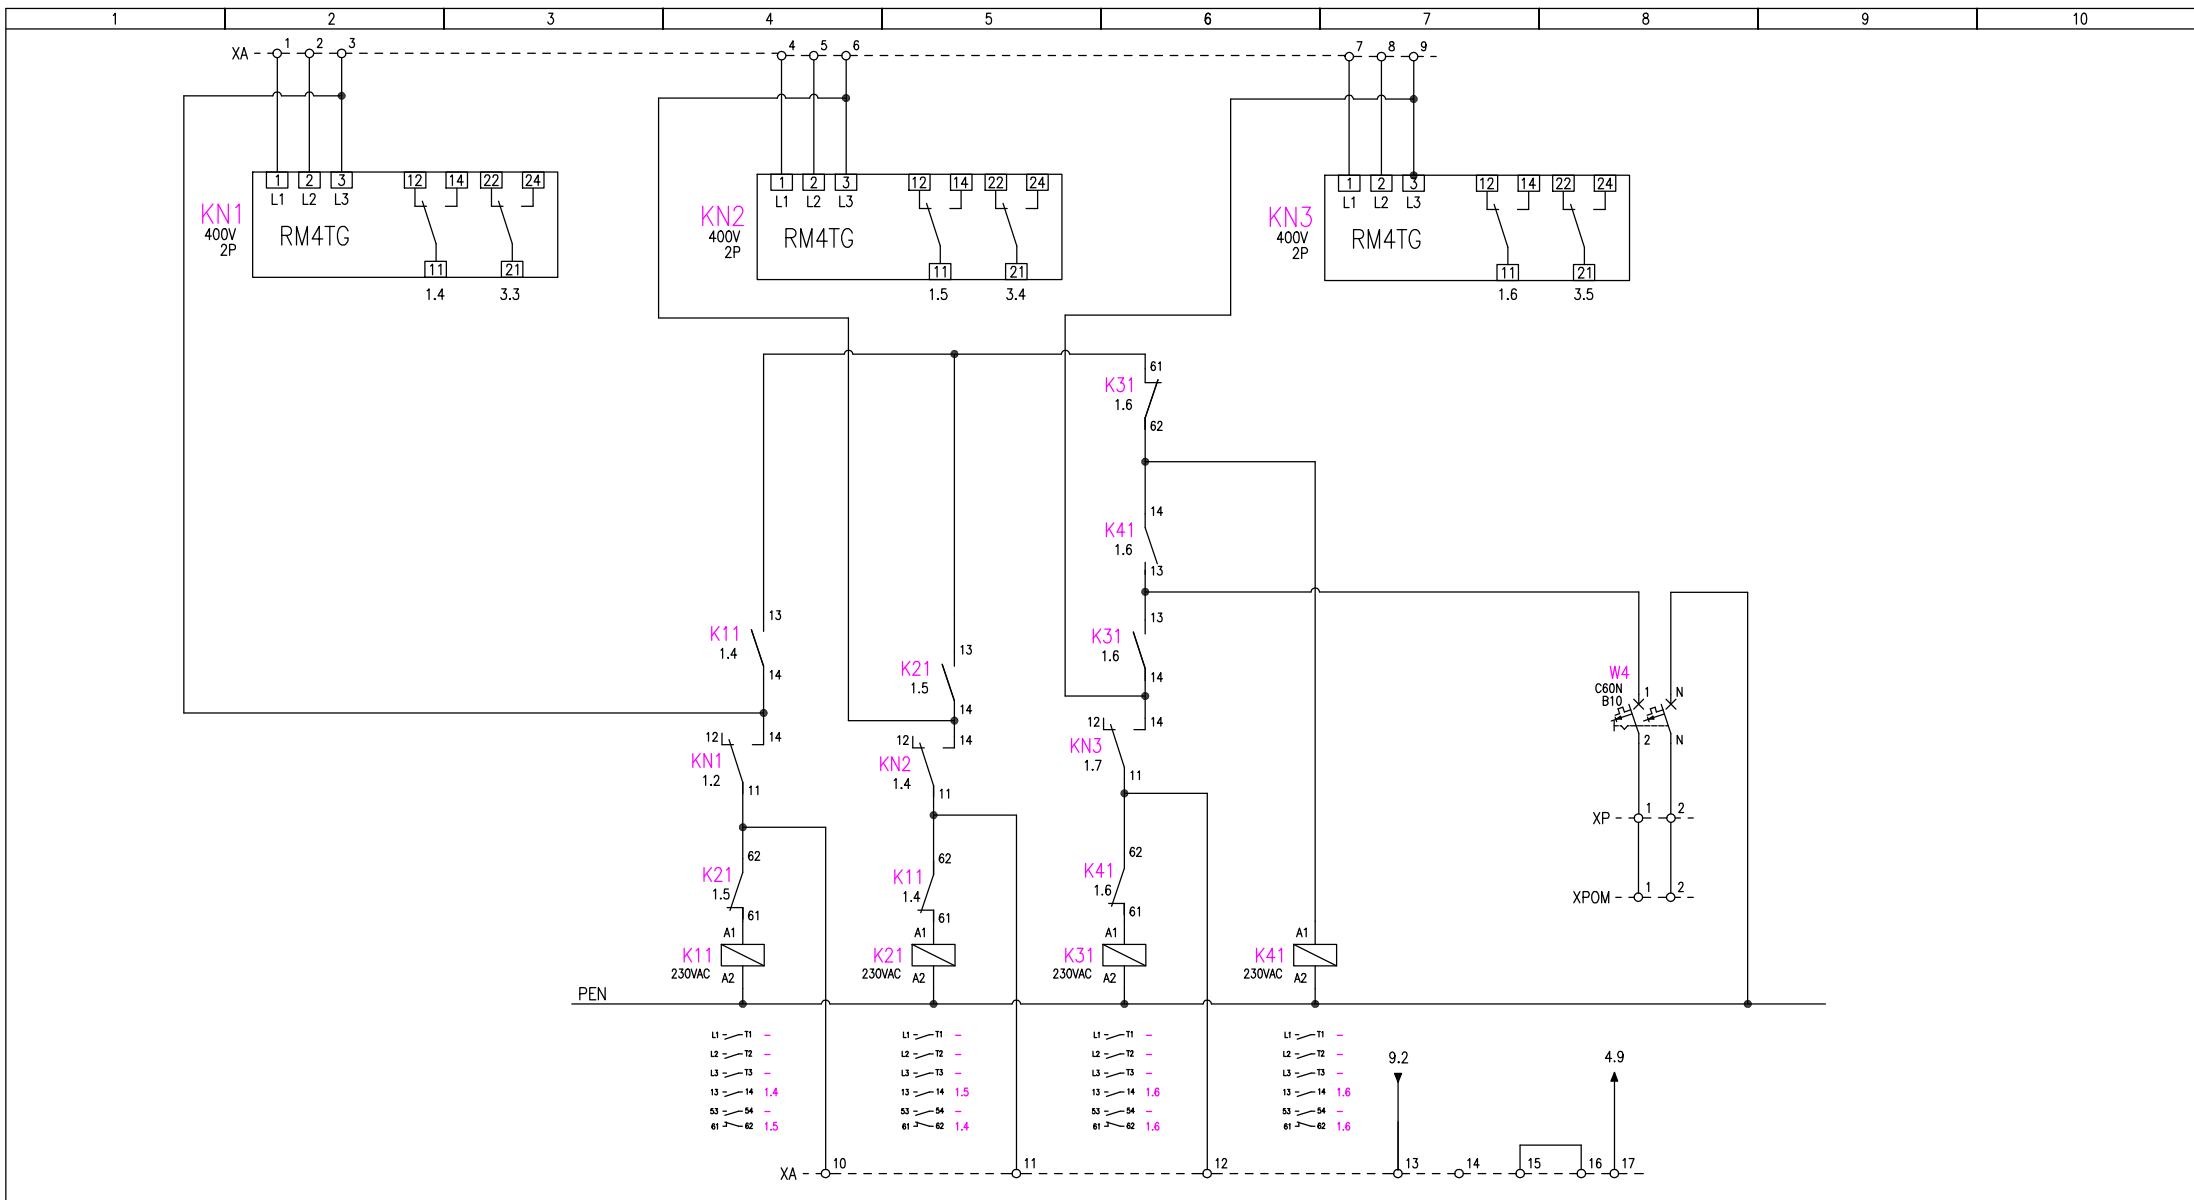 1 2 3 4 5 6 7 8 9 10
XA 1 2 3 4 5 6 7 8 9
1 2 3 12 14 22 24
L1 L2 L3
KN1
400V
2P
RM4TG
11 21
1.4 3.3
1 2 3 12 14 22 24
L1 L2 L3
KN2
400V
2P
RM4TG
11 21
1.5 3.4
1 2 3 12 14 22 24
L1 L2 L3
KN3
400V
2P
RM4TG
11 21
1.6 3.5
61
K31
1.6
62
14
K41
1.6
13
13
K11
1.4
14
13
K21
1.5
14
13
K31
1.6
14
W4
C60N
B10
1 N
2 N
12 14
KN1
1.2
11
12 14
KN2
1.4
11
12 14
KN3
1.7
11
XP 1 2
XPOM 1 2
62
K21
1.5
61
62
K11
1.4
61
62
K41
1.6
61
A1
K11
230VAC
A2
A1
K21
230VAC
A2
A1
K31
230VAC
A2
A1
K41
230VAC
A2
PEN
L1 T1 -
L2 T2 -
L3 T3 -
13 14 1.4
53 54 -
61 62 1.5
L1 T1 -
L2 T2 -
L3 T3 -
13 14 1.5
53 54 -
61 62 1.4
L1 T1 -
L2 T2 -
L3 T3 -
13 14 1.6
53 54 -
61 62 1.6
L1 T1 -
L2 T2 -
L3 T3 -
13 14 1.6
53 54 -
61 62 1.6
9.2 4.9
XA 10 11 12 13 14 15 16 17